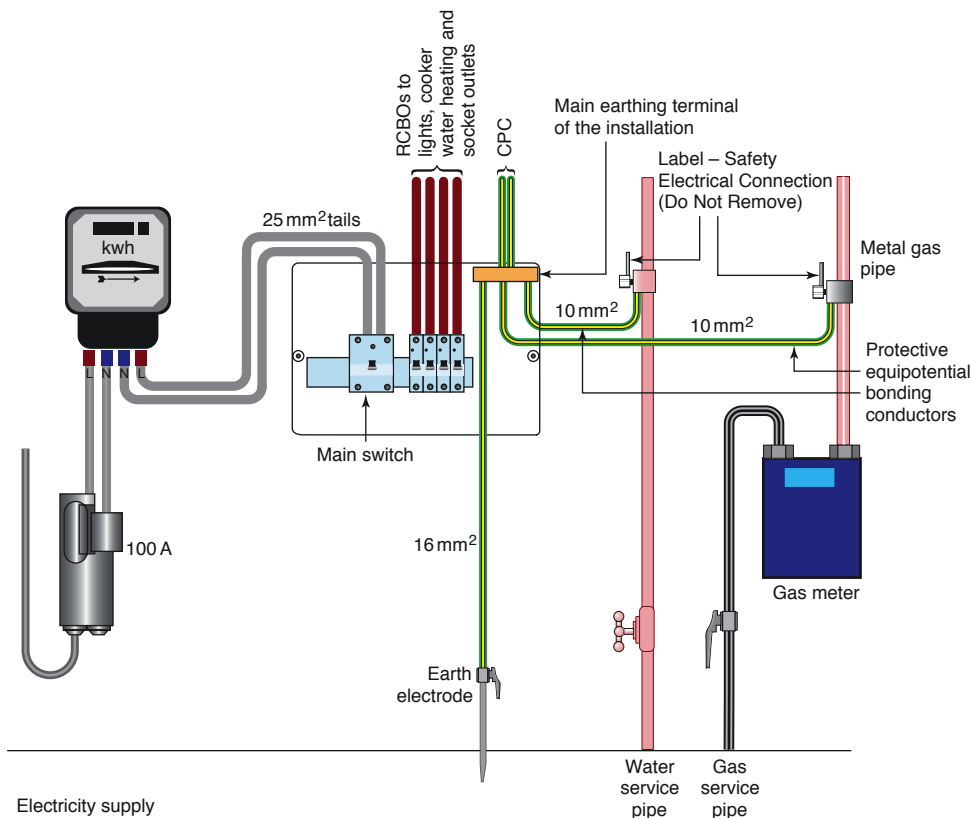 RCBOs to
lights, cooker
water heating and
socket outlets
CPC
Main earthing terminal
of the installation
Label – Safety
Electrical Connection
(Do Not Remove)
25 mm² tails
kwh
Metal gas
pipe
10 mm²
10 mm²
L
N
N
L
Protective
equipotential
bonding
conductors
Main switch
100 A
16 mm²
Gas meter
Earth
electrode
Water
service
pipe
Gas
service
pipe
Electricity supply